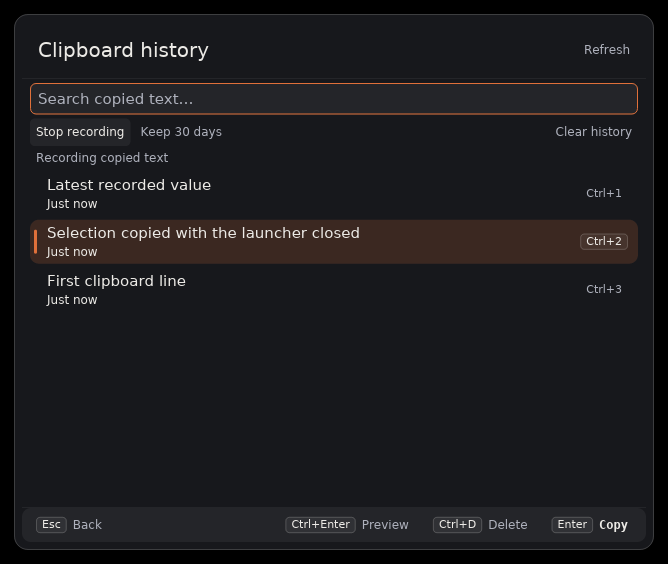 Clipboard history Refresh
Search copied text...
Stop recording Keep 30 days Clear history
Recording copied text
Latest recorded value Ctrl+1
Just now
Selection copied with the launcher closed Ctrl+2
Just now
First clipboard line Ctrl+3
Just now
Esc Back Ctrl+Enter Preview Ctrl+D Delete Enter Copy